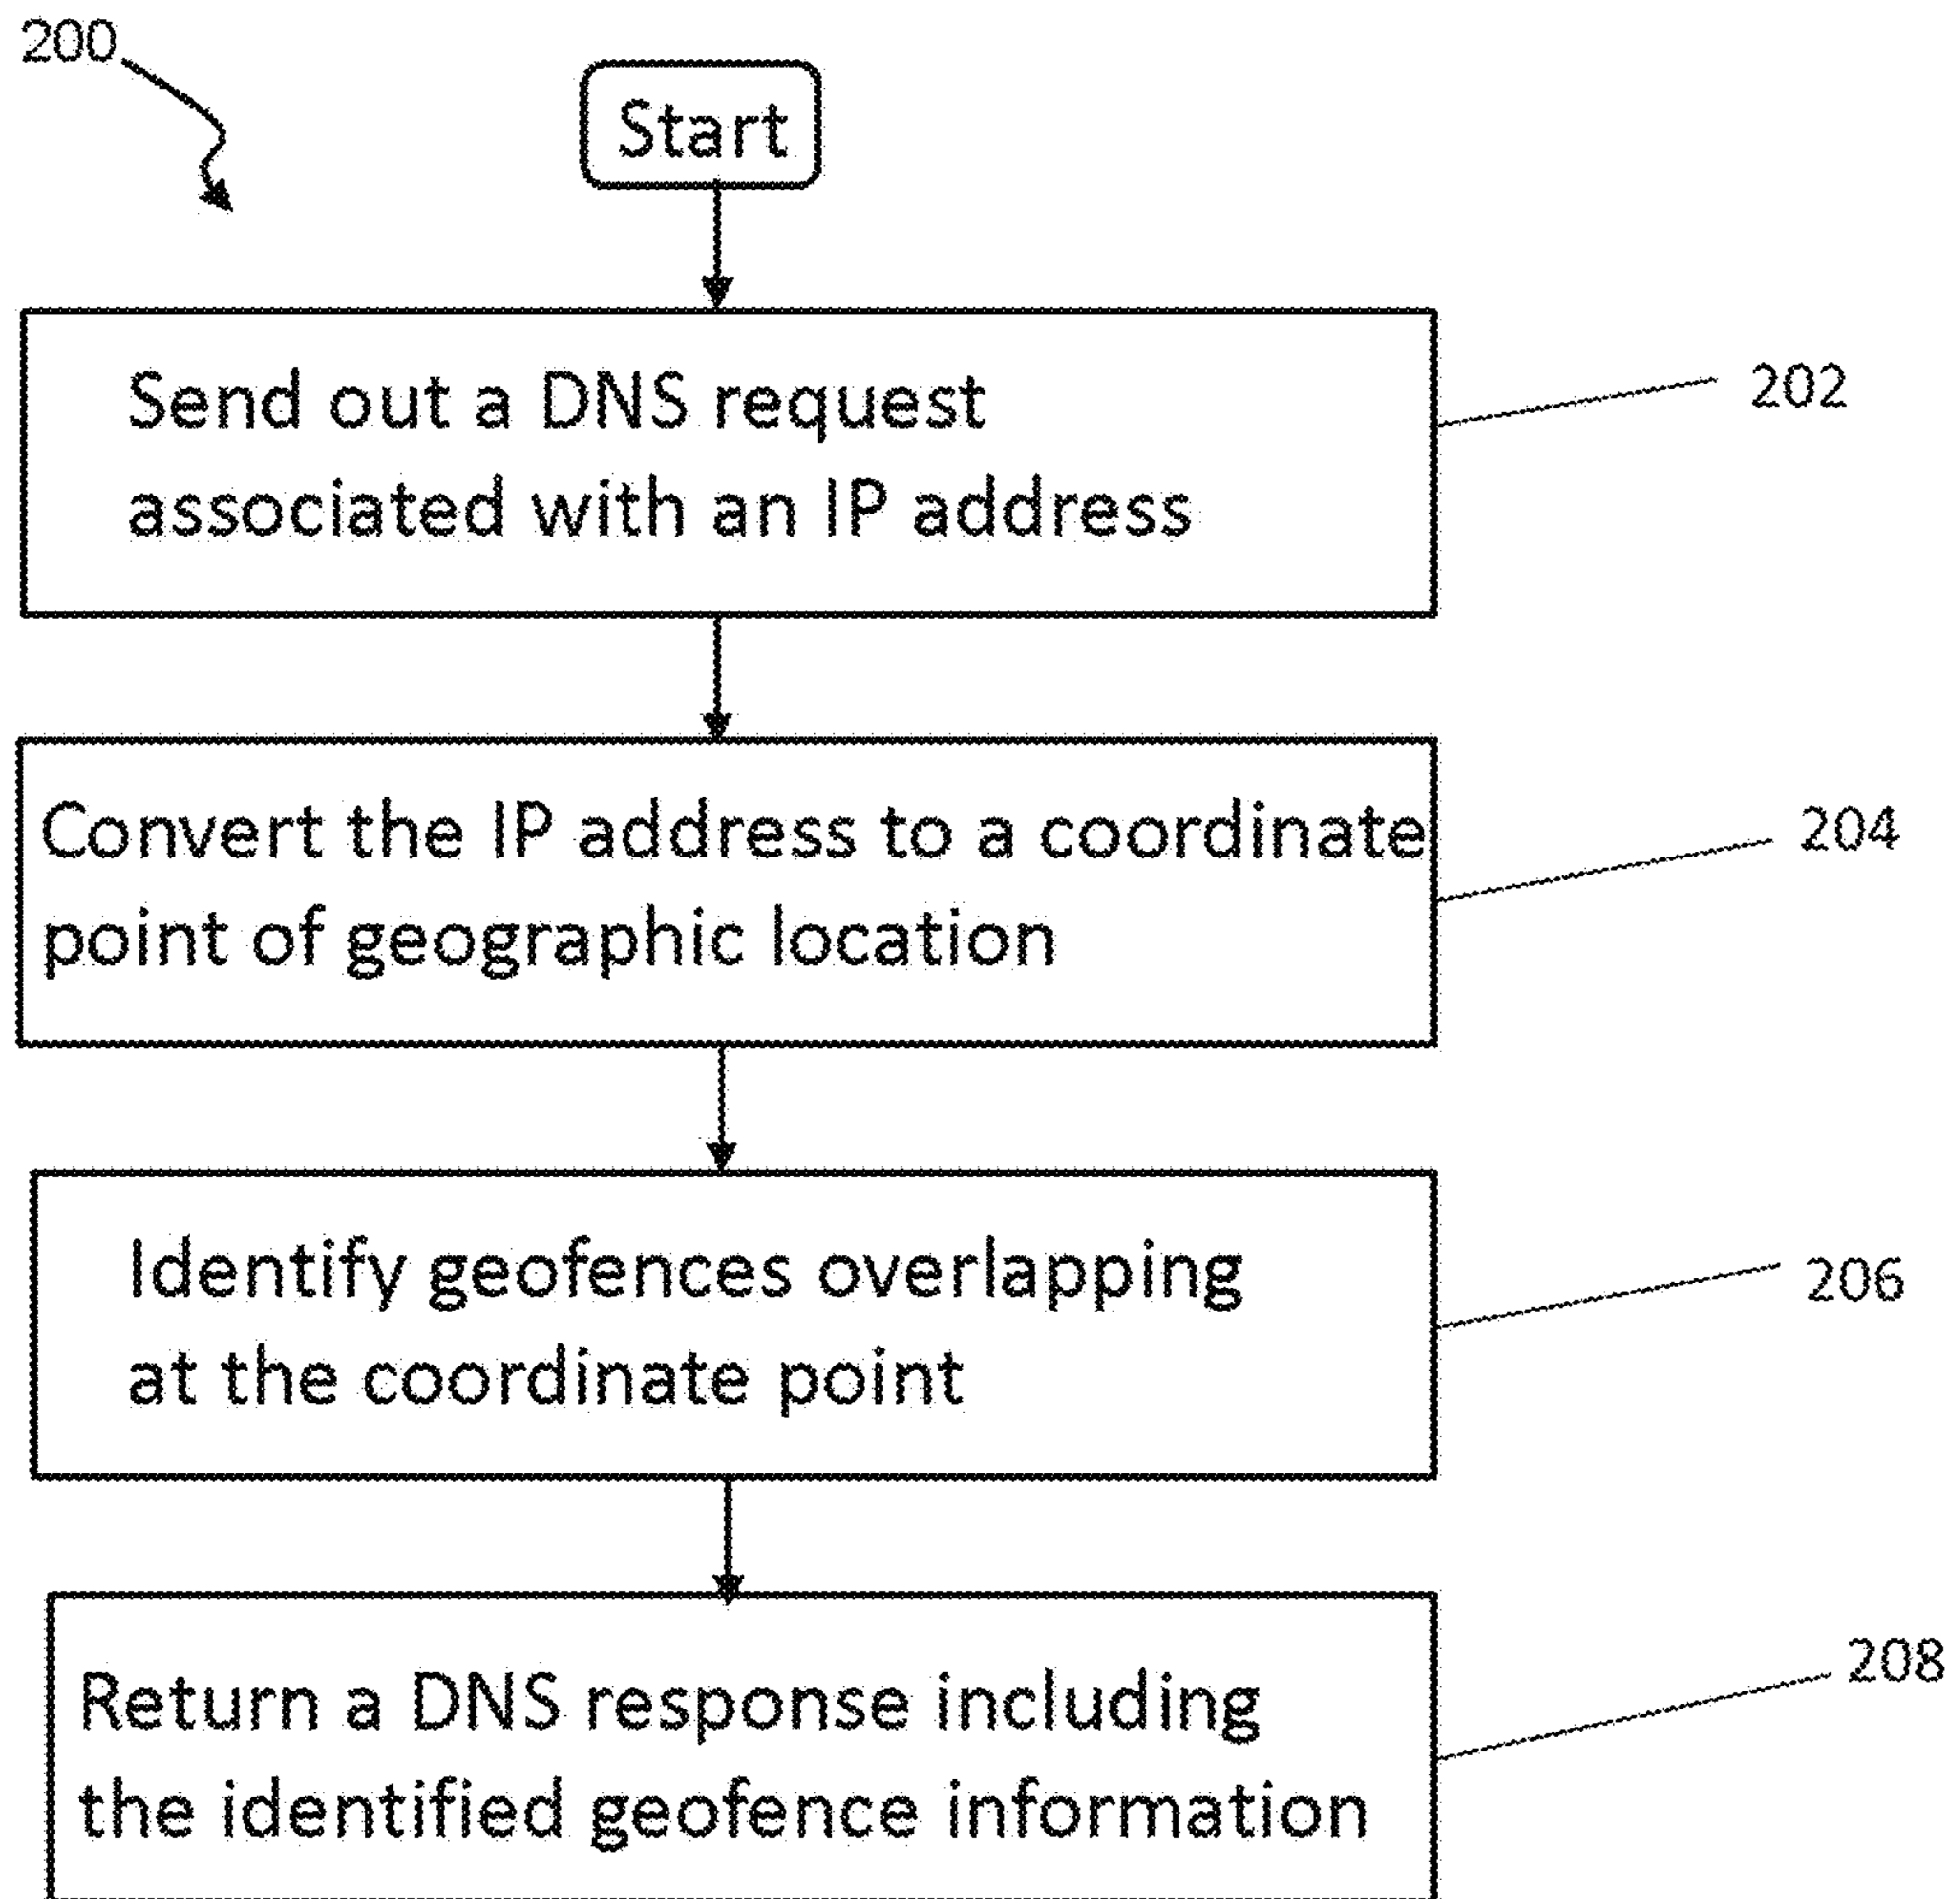 200
Start
Send out a DNS request
associated with an IP address
202
Convert the IP address to a coordinate
point of geographic location
204
Identify geofences overlapping
at the coordinate point
206
Return a DNS response including
the identified geofence information
208